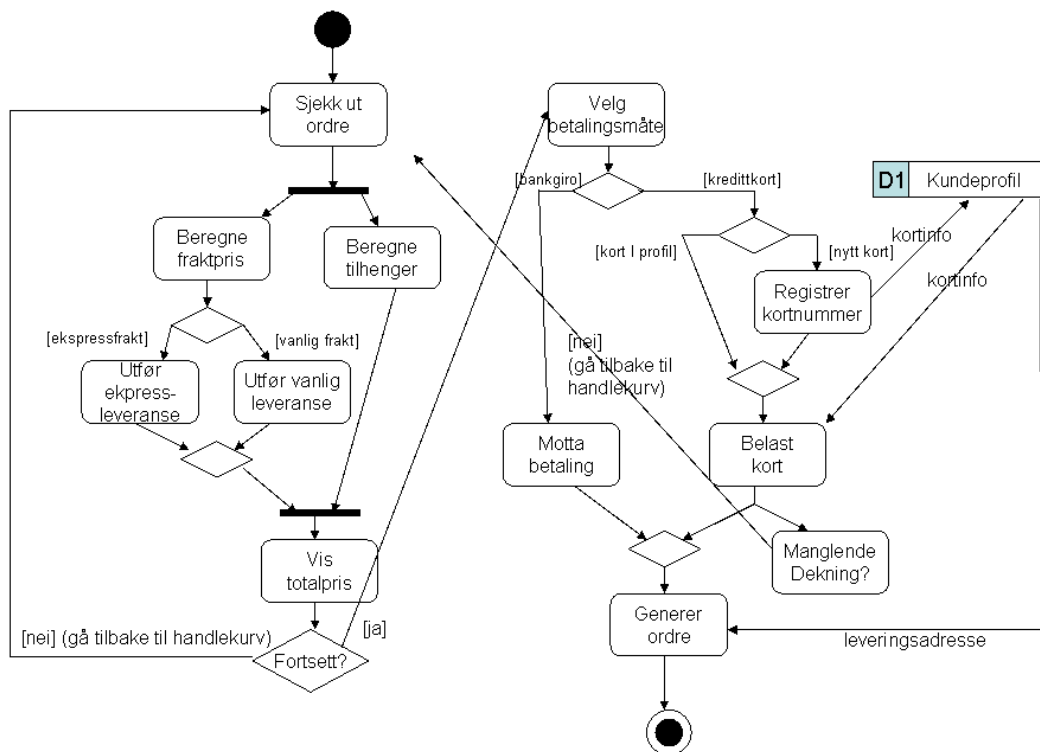 Sjekk ut
ordre
Beregne
fraktpris
Beregne
tilhenger
[ekspressfrakt]
[vanlig frakt]
Utfør
ekpress-
leveranse
Utfør vanlig
leveranse
Vis
totalpris
[nei] (gå tilbake til handlekurv)
[ja]
Fortsett?
Velg
betalingsmåte
[bankgiro]
[kredittkort]
D1 Kundeprofil
[kort I profil]
[nytt kort]
kortinfo
kortinfo
Registrer
kortnummer
[nei]
(gå tilbake til
handlekurv)
Motta
betaling
Belast
kort
Manglende
Dekning?
Generer
ordre
leveringsadresse